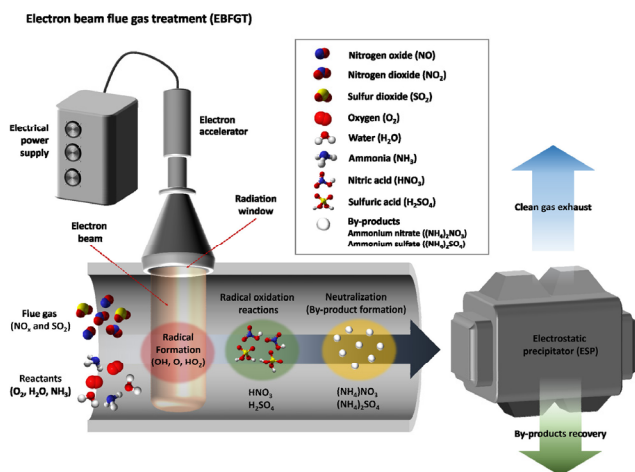 Electron beam flue gas treatment (EBFGT)
Electrical
power
supply
Electron
accelerator
Radiation
window
Electron
beam
Nitrogen oxide (NO)
Nitrogen dioxide (NO₂)
Sulfur dioxide (SO₂)
Oxygen (O₂)
Water (H₂O)
Ammonia (NH₃)
Nitric acid (HNO₃)
Sulfuric acid (H₂SO₄)
By-products
Ammonium nitrate ((NH₄)₂NO₃)
Ammonium sulfate ((NH₄)₂SO₄)
Clean gas exhaust
Flue gas
(NOₓ and SO₂)
Reactants
(O₂, H₂O, NH₃)
Radical
Formation
(OH, O, HO₂)
Radical oxidation
reactions
HNO₃
H₂SO₄
Neutralization
(By-product formation)
(NH₄)NO₃
(NH₄)₂SO₄
Electrostatic
precipitator (ESP)
By-products recovery